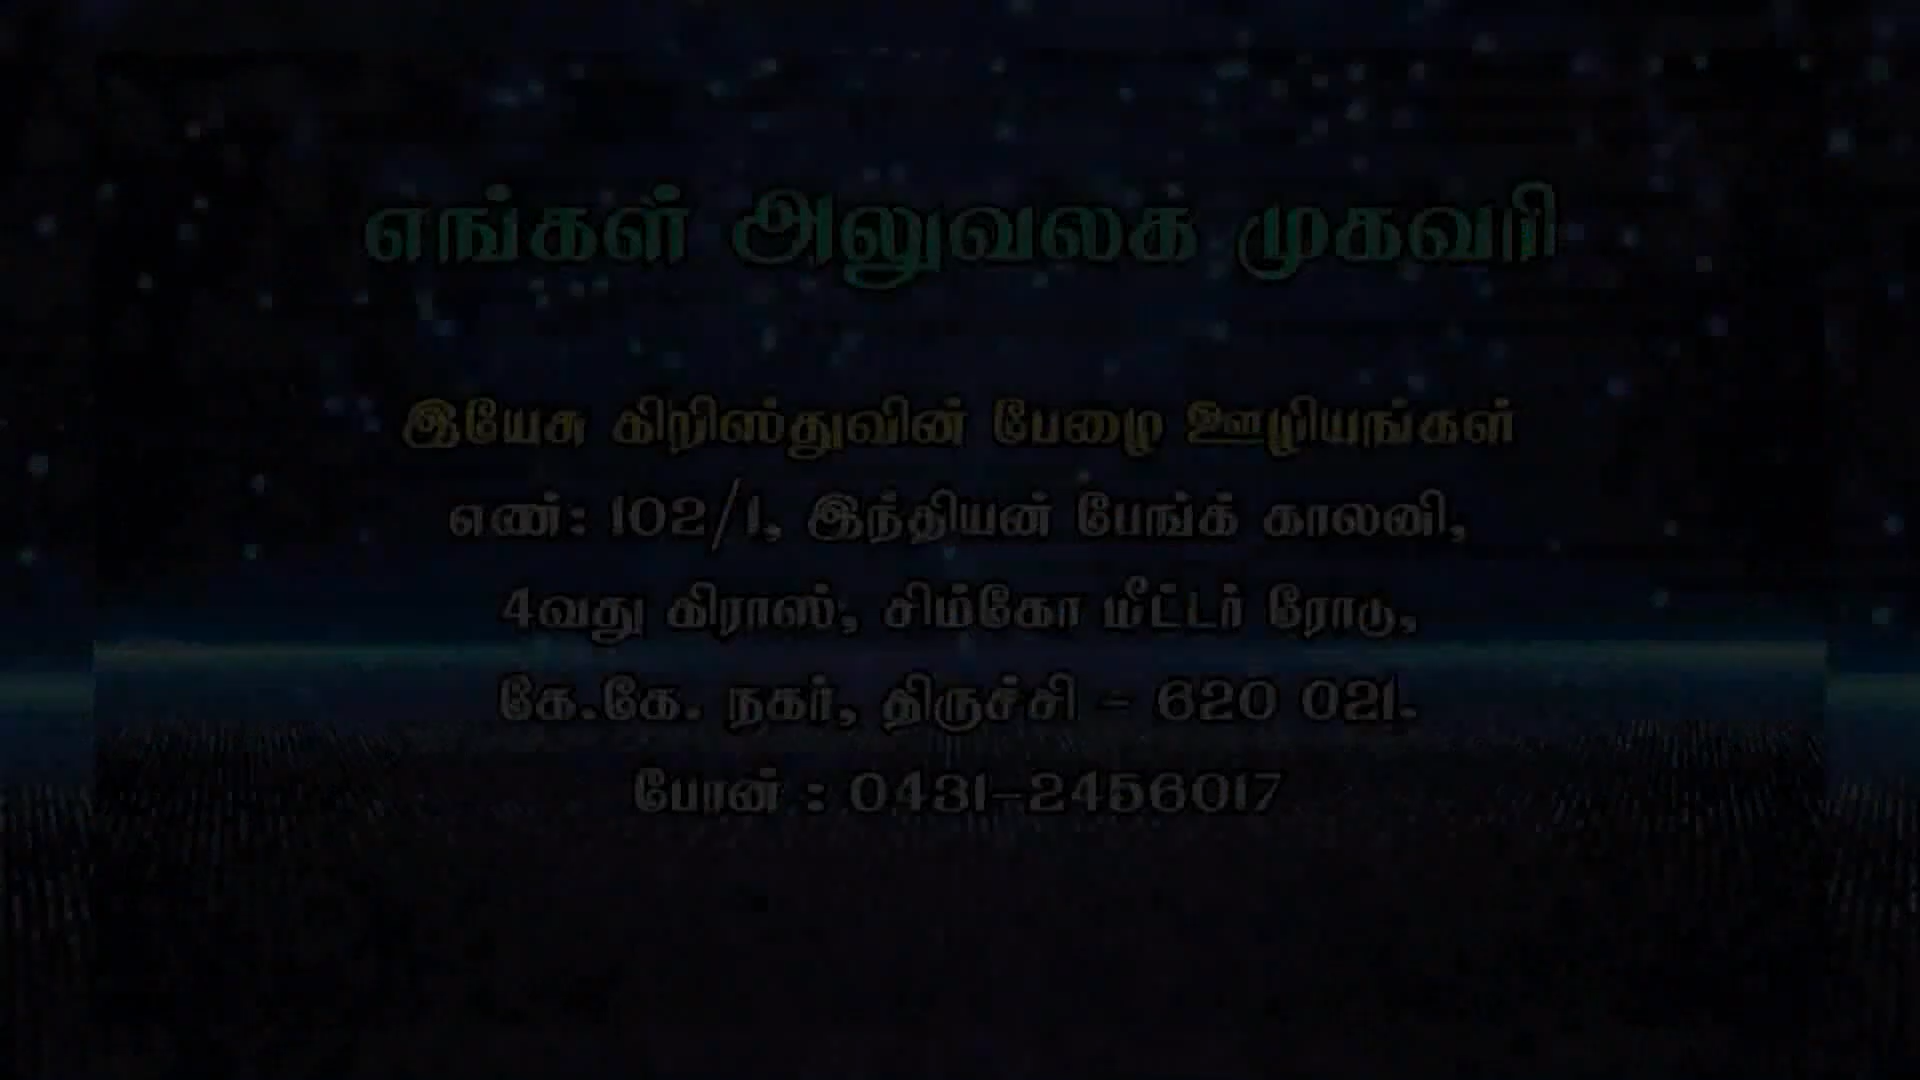 எங்கள் அலுவலக முகவரி
இயேசு கிறிஸ்துவின் பேழை ஊழியங்கள்
எண்: 102/1, இந்தியன் பேங்க் காலனி,
4வது கிராஸ், சிம்கோ மீட்டர் ரோடு,
கே.கே. நகர், திருச்சி - 620 021.
போன் : 0431-2456017